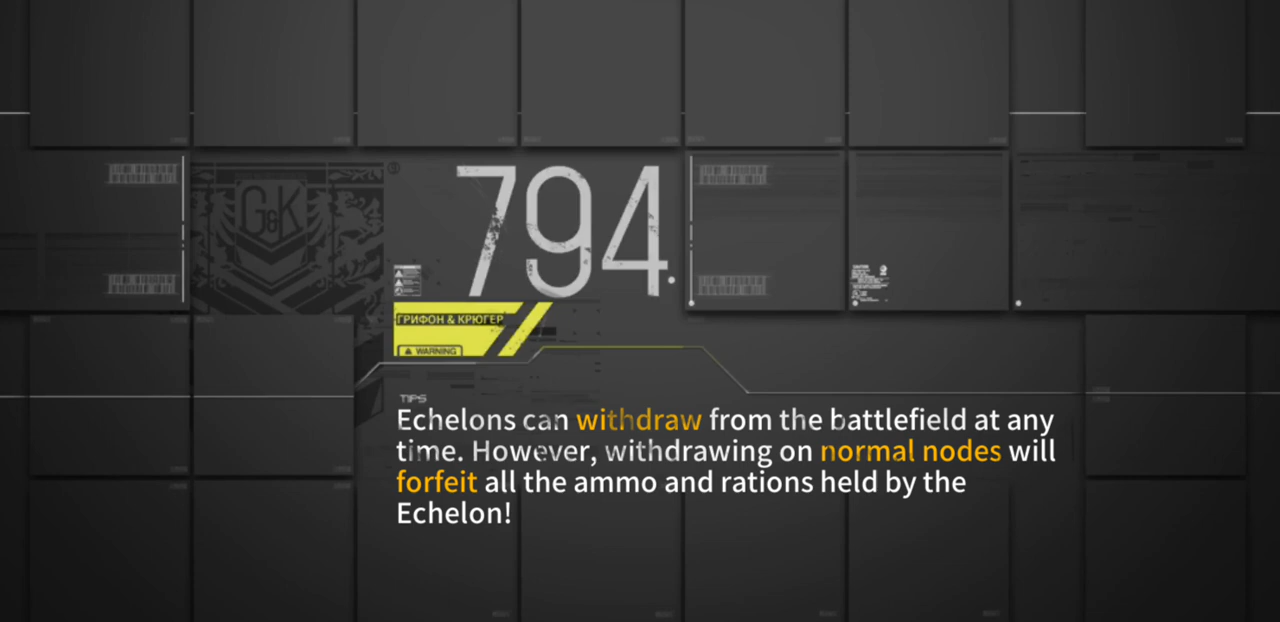 G&K
794.
ГРИФОН & КРЮГЕР
WARNING
TIPS
Echelons can withdraw from the battlefield at any
time. However, withdrawing on normal nodes will
forfeit all the ammo and rations held by the
Echelon!